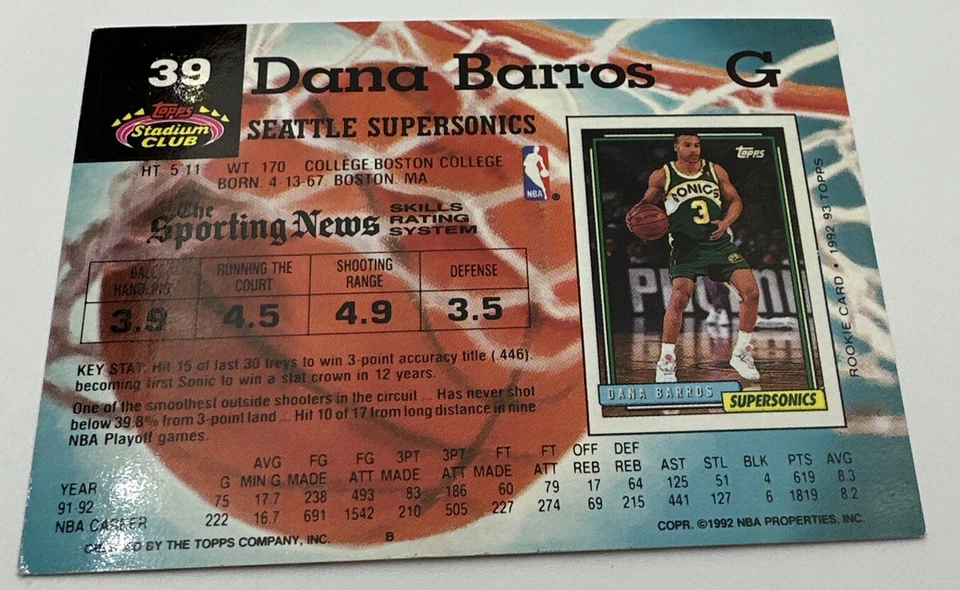 39
Topps
Stadium
CLUB
Dana Barros G
SEATTLE SUPERSONICS
HT 5 11 WT 170 COLLEGE BOSTON COLLEGE
BORN: 4-13-67, BOSTON, MA
NBA
The
Sporting News
SKILLS
RATING
SYSTEM
BALL HANDLING RUNNING THE COURT SHOOTING RANGE DEFENSE
3.9 4.5 4.9 3.5
KEY STAT: Hit 15 of last 30 treys to win 3-point accuracy title (.446).
becoming first Sonic to win a stat crown in 12 years.
One of the smoothest outside shooters in the circuit ... Has never shot
below 39.8% from 3-point land ... Hit 10 of 17 from long distance in nine
NBA Playoff games.
topps
SONICS
3
DANA BARROS
SUPERSONICS
ROOKIE CARD • 1992 93 TOPPS
YEAR G AVG MIN G FG MADE FG ATT 3PT MADE 3PT ATT FT MADE FT ATT OFF REB DEF REB AST STL BLK PTS AVG
91-92 75 17.7 238 493 83 186 60 79 17 64 125 51 4 619 8.3
NBA CAREER 222 16.7 691 1542 210 505 227 274 69 215 441 127 6 1819 8.2
BY THE TOPPS COMPANY, INC. B
COPR. ©1992 NBA PROPERTIES, INC.